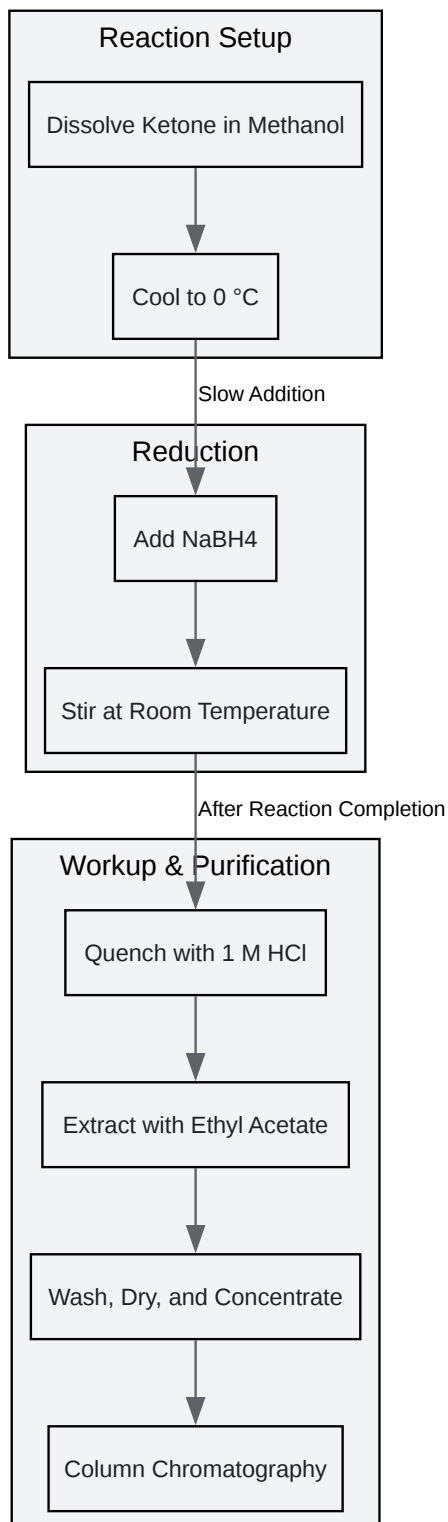 Reaction Setup
Dissolve Ketone in Methanol
Cool to 0 °C
Slow Addition
Reduction
Add NaBH4
Stir at Room Temperature
After Reaction Completion
Workup & Purification
Quench with 1 M HCl
Extract with Ethyl Acetate
Wash, Dry, and Concentrate
Column Chromatography